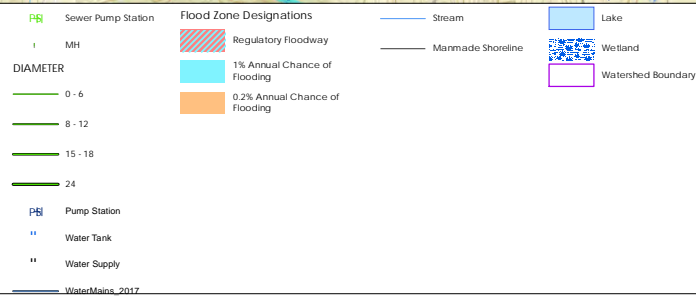 Sewer Pump Station
MH
DIAMETER
0 - 6
8 - 12
15 - 18
24
Pump Station
Water Tank
Water Supply
WaterMains_2017
Flood Zone Designations
Regulatory Floodway
1% Annual Chance of
Flooding
0.2% Annual Chance of
Flooding
Stream
Manmade Shoreline
Lake
Wetland
Watershed Boundary